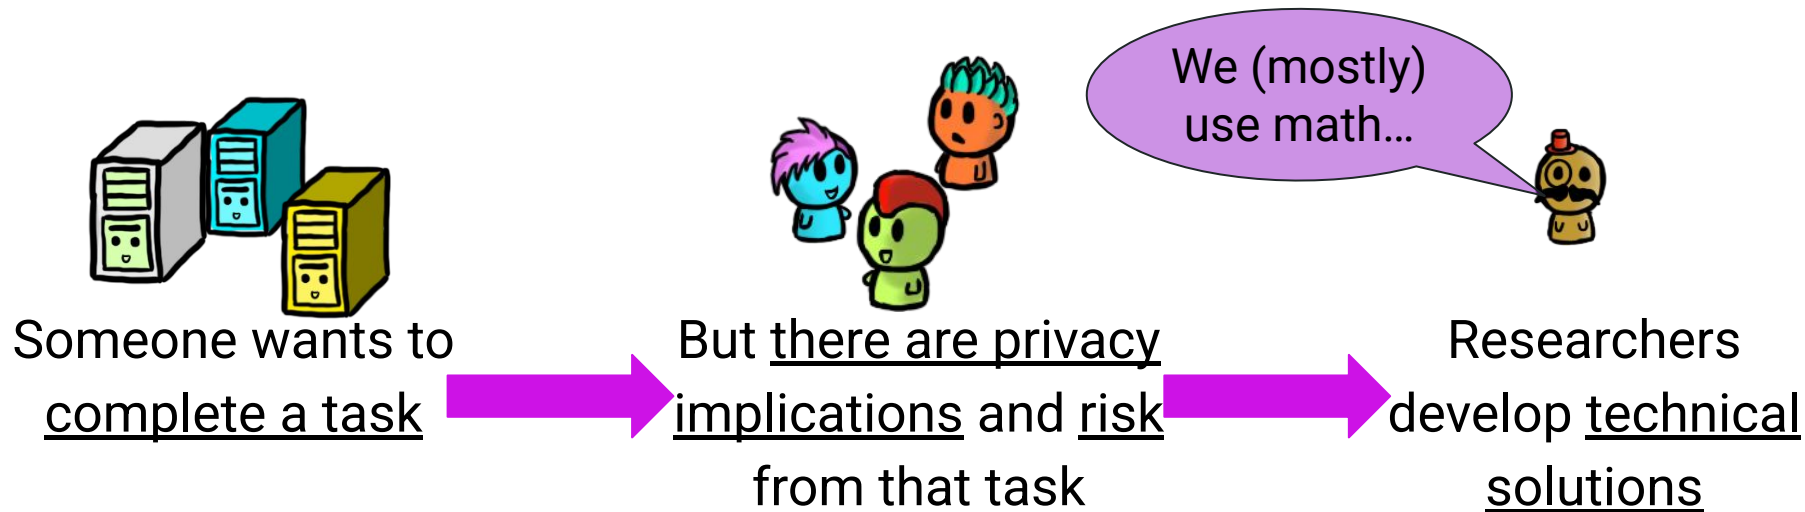 We (mostly)
use math…
Someone wants to
complete a task
But there are privacy
implications and risk
from that task
Researchers
develop technical
solutions